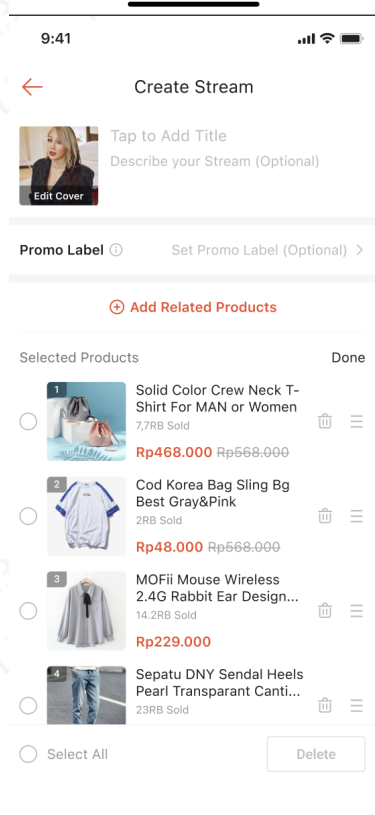 9:41
Create Stream
Tap to Add Title
Describe your Stream (Optional)
Edit Cover
Promo Label
Set Promo Label (Optional)
Add Related Products
Selected Products
Done
1
Solid Color Crew Neck T-
Shirt For MAN or Women
7,7RB Sold
Rp468.000 Rp568.000
2
Cod Korea Bag Sling Bg
Best Gray&Pink
2RB Sold
Rp48.000 Rp568.000
3
MOFii Mouse Wireless
2.4G Rabbit Ear Design...
14.2RB Sold
Rp229.000
4
Sepatu DNY Sendal Heels
Pearl Transparant Canti...
23RB Sold
Select All
Delete